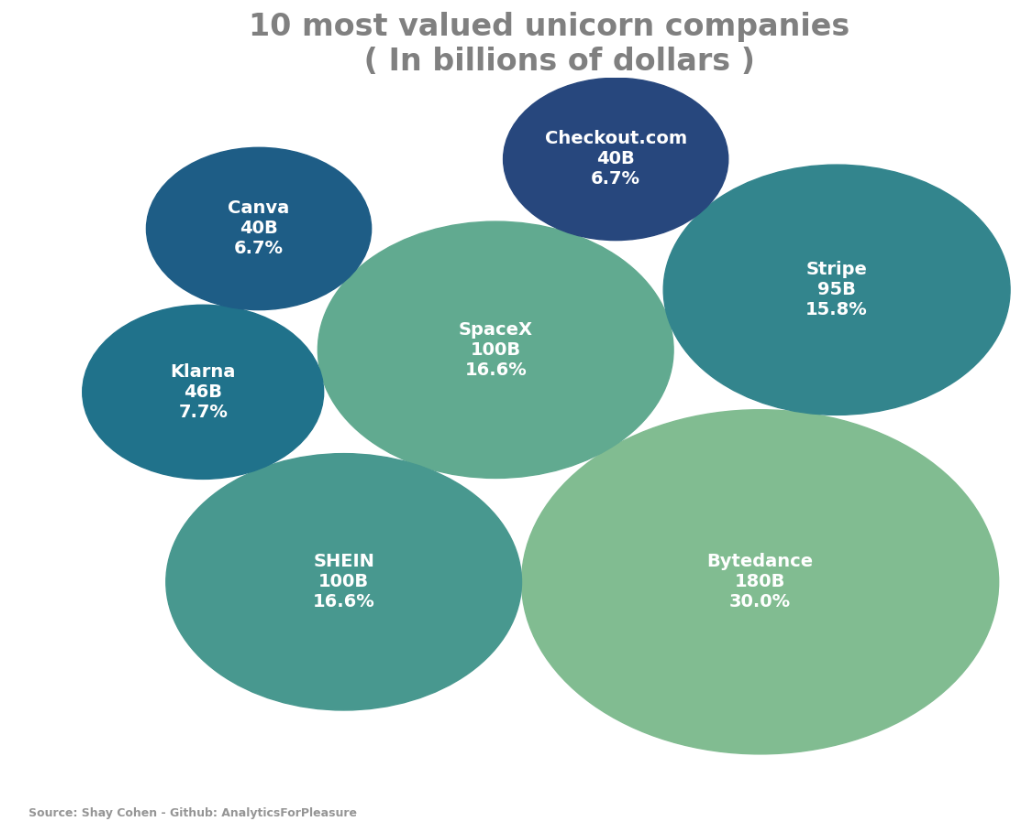 10 most valued unicorn companies
( In billions of dollars )
Checkout.com
40B
6.7%
Canva
40B
6.7%
Stripe
95B
15.8%
SpaceX
100B
16.6%
Klarna
46B
7.7%
SHEIN
100B
16.6%
Bytedance
180B
30.0%
Source: Shay Cohen - Github: AnalyticsForPleasure